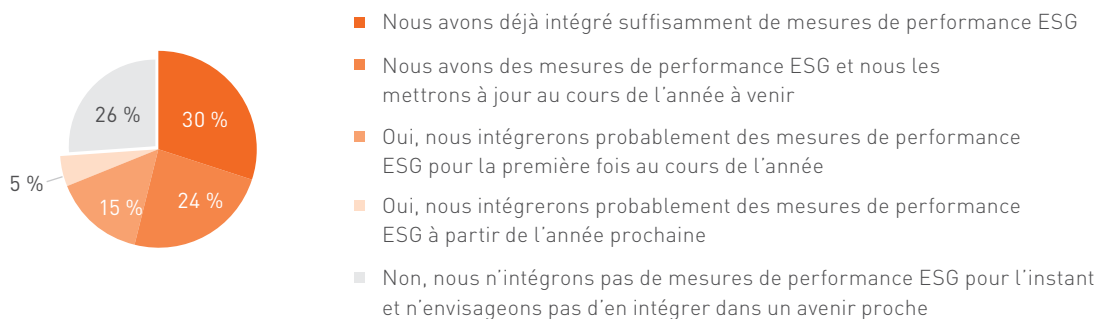 Nous avons déjà intégré suffisamment de mesures de performance ESG
Nous avons des mesures de performance ESG et nous les
mettrons à jour au cours de l'année à venir
Oui, nous intégrerons probablement des mesures de performance
ESG pour la première fois au cours de l'année
Oui, nous intégrerons probablement des mesures de performance
ESG à partir de l'année prochaine
Non, nous n'intégrons pas de mesures de performance ESG pour l'instant
et n'envisageons pas d'en intégrer dans un avenir proche
26 %
30 %
5 %
15 %
24 %